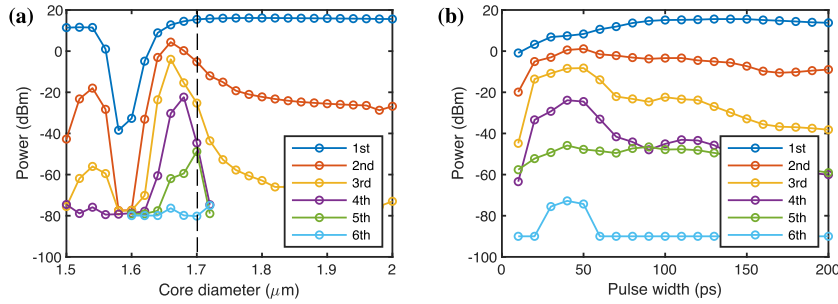 (a)
Power (dBm)
20
0
-20
-40
-60
-80
-100
1.5
1.6
1.7
1.8
1.9
2
Core diameter (μm)
1st
2nd
3rd
4th
5th
6th
(b)
Power (dBm)
20
0
-20
-40
-60
-80
-100
0
50
100
150
200
Pulse width (ps)
1st
2nd
3rd
4th
5th
6th